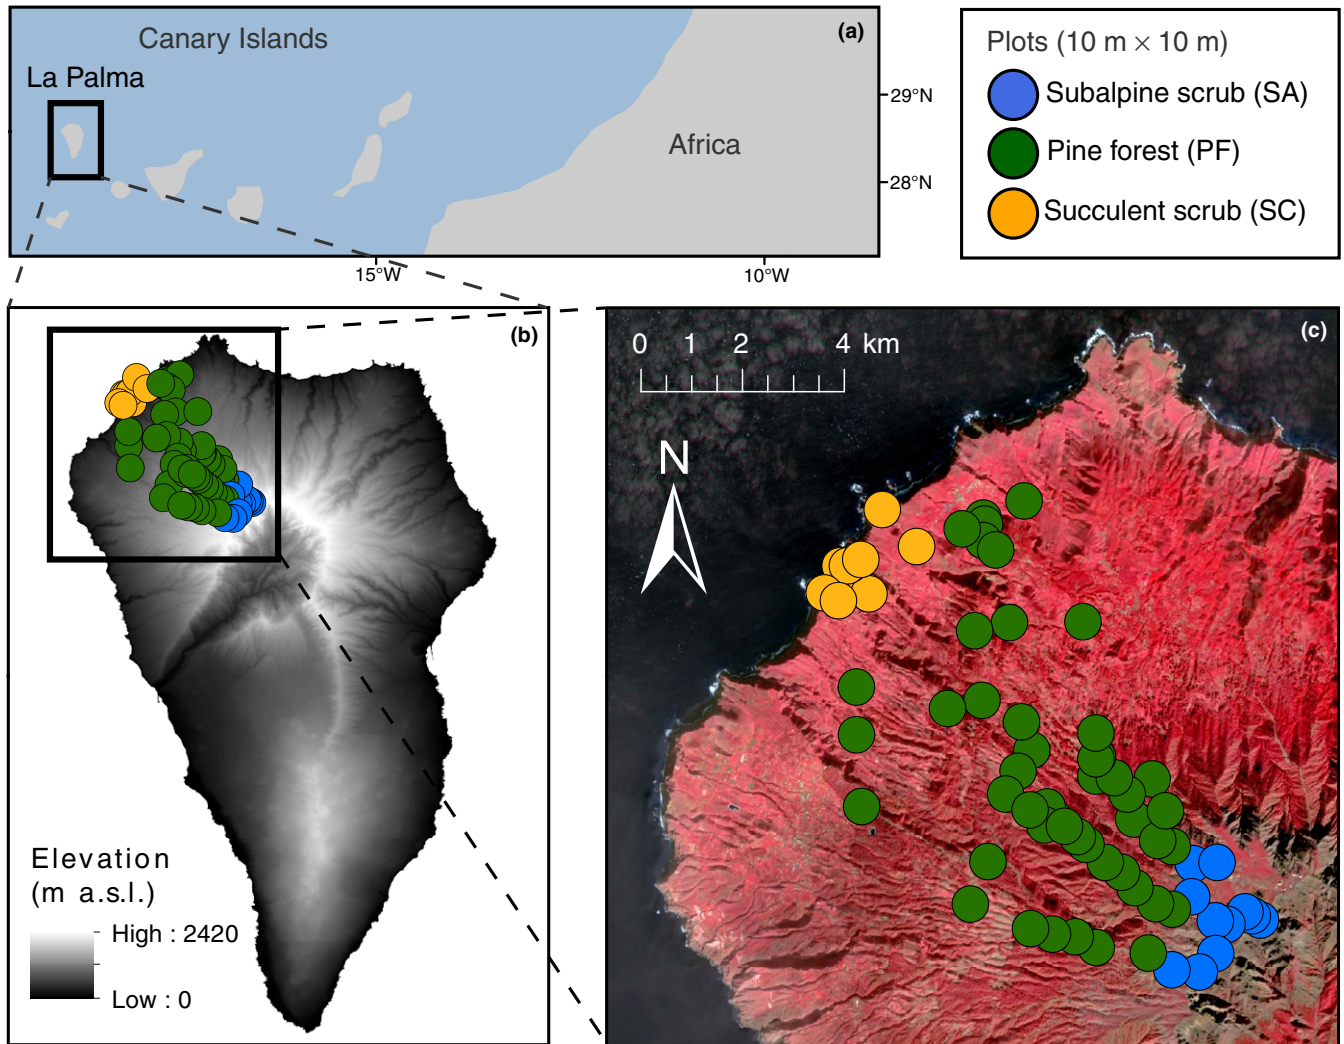 Canary Islands
(a)
La Palma
Africa
29°N
28°N
15°W
10°W
Plots (10 m × 10 m)
Subalpine scrub (SA)
Pine forest (PF)
Succulent scrub (SC)
(b)
Elevation
(m a.s.l.)
High : 2420
Low : 0
(c)
0 1 2 4 km
N